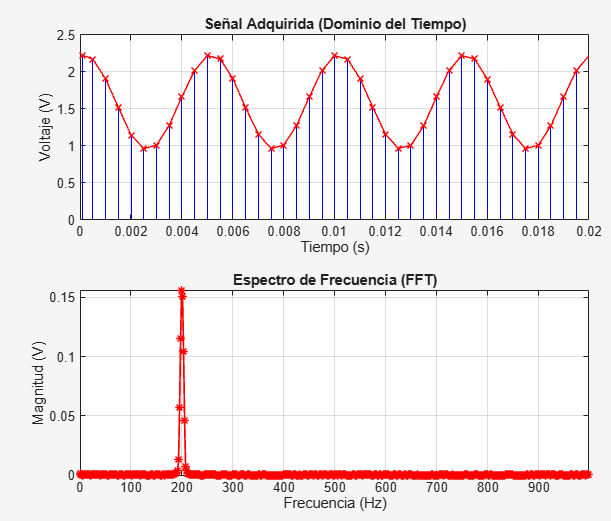 Señal Adquirida (Dominio del Tiempo)
2.5
2
1.5
1
0.5
0
Voltaje (V)
0 0.002 0.004 0.006 0.008 0.01 0.012 0.014 0.016 0.018 0.02
Tiempo (s)
Espectro de Frecuencia (FFT)
0.15
0.1
0.05
0
Magnitud (V)
0 100 200 300 400 500 600 700 800 900
Frecuencia (Hz)